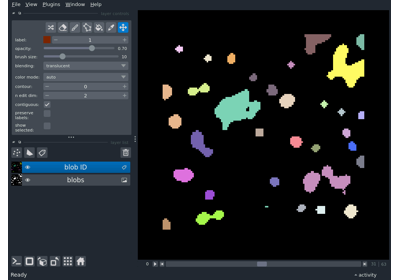 File View Plugins Window Help
label: 1
opacity: 0.70
brush size: 10
blending: translucent
color mode: auto
contour: 0
n edit dim: 2
contiguous:
preserve labels:
show selected:
blob ID
blobs
0
activity